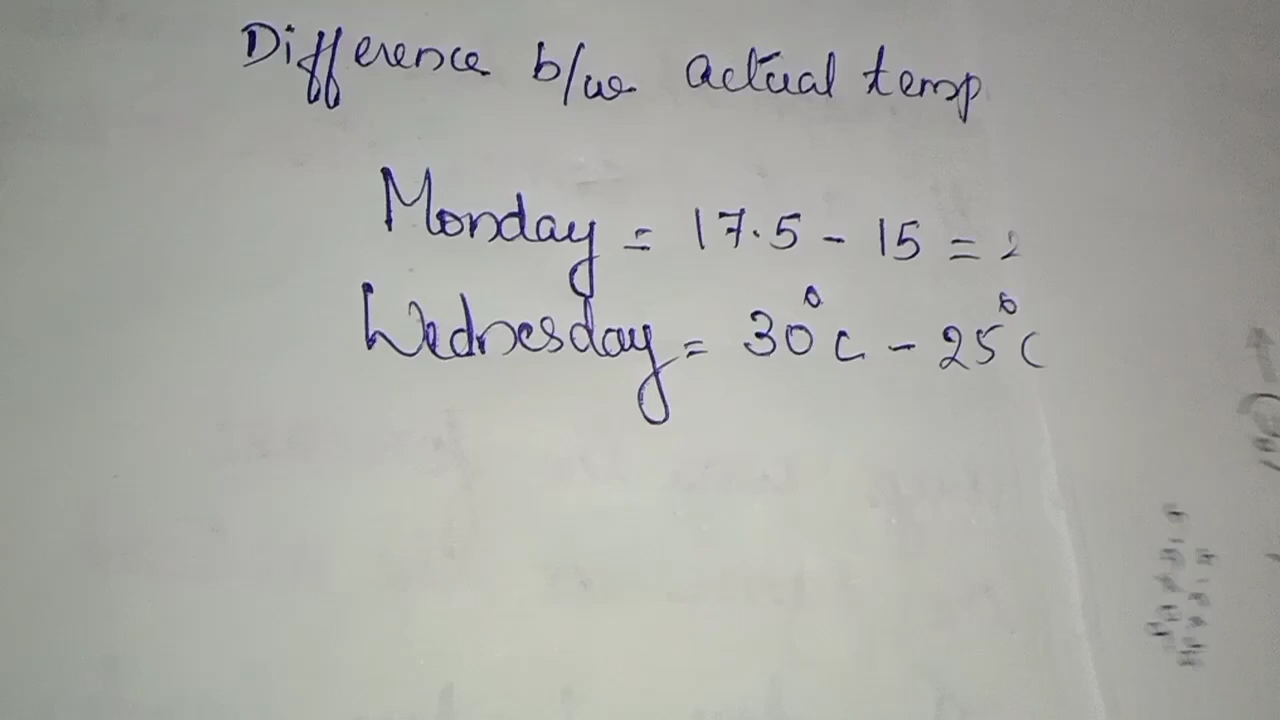 Difference b/w actual temp
Monday = 17.5 - 15 = 2
Wednesday = 30°C - 25°C